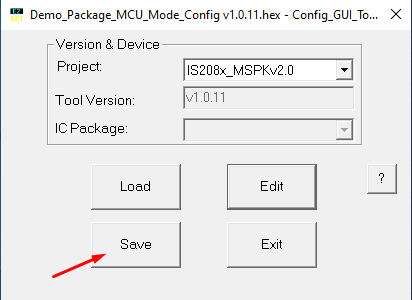 Demo_Package_MCU_Mode_Config v1.0.11.hex - Config_GUI_To...
Version & Device
Project:
IS208x_MSPKv2.0
Tool Version:
v1.0.11
IC Package:
Load
Edit
?
Save
Exit